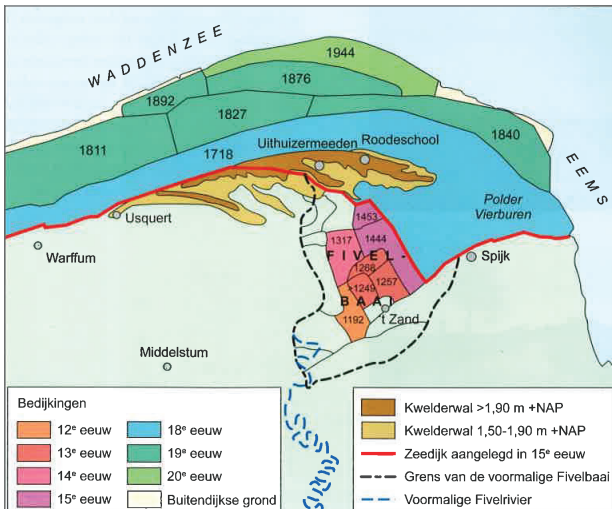 WADDENZEE
1944
1876
1892
1827
1840
1811
1718
Uithuizermeeden
Roodeschool
EEMS
Polder
Vierburen
Usquert
1453
Warffum
1317
1444
FIVEL-
Spijk
1268
1257
1249
BAAI
1192
't Zand
Middelstum
Bedijkingen
12e eeuw
13e eeuw
14e eeuw
15e eeuw
18e eeuw
19e eeuw
20e eeuw
Buitendijkse grond
Kwelderwal >1,90 m +NAP
Kwelderwal 1,50-1,90 m +NAP
Zeedijk aangelegd in 15e eeuw
Grens van de voormalige Fivelbaai
Voormalige Fivelrivier